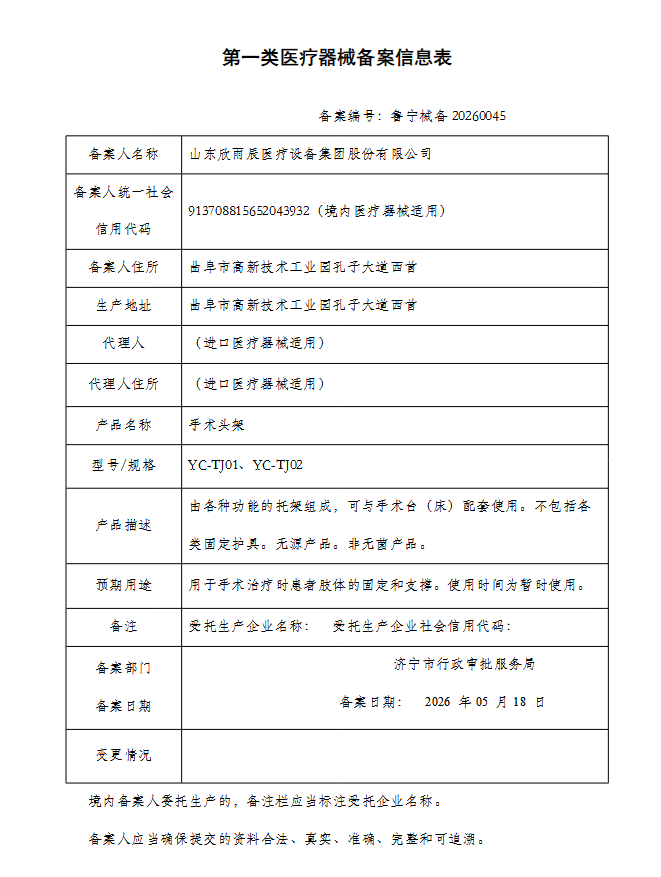 第一类医疗器械备案信息表
备案编号：鲁宁械备 20260045
备案人名称 山东欣雨辰医疗设备集团股份有限公司
备案人统一社会信用代码 913708815652043932（境内医疗器械适用）
备案人住所 曲阜市高新技术工业园孔子大道西首
生产地址 曲阜市高新技术工业园孔子大道西首
代理人 （进口医疗器械适用）
代理人住所 （进口医疗器械适用）
产品名称 手术头架
型号/规格 YC-TJ01、YC-TJ02
产品描述 由各种功能的托架组成，可与手术台（床）配套使用。不包括各
类固定护具。无源产品。非无菌产品。
预期用途 用于手术治疗时患者肢体的固定和支撑。使用时间为暂时使用。
备注 受托生产企业名称： 受托生产企业社会信用代码：
备案部门 济宁市行政审批服务局
备案日期 备案日期： 2026 年 05 月 18 日
变更情况
境内备案人委托生产的，备注栏应当标注受托企业名称。
备案人应当确保提交的资料合法、真实、准确、完整和可追溯。